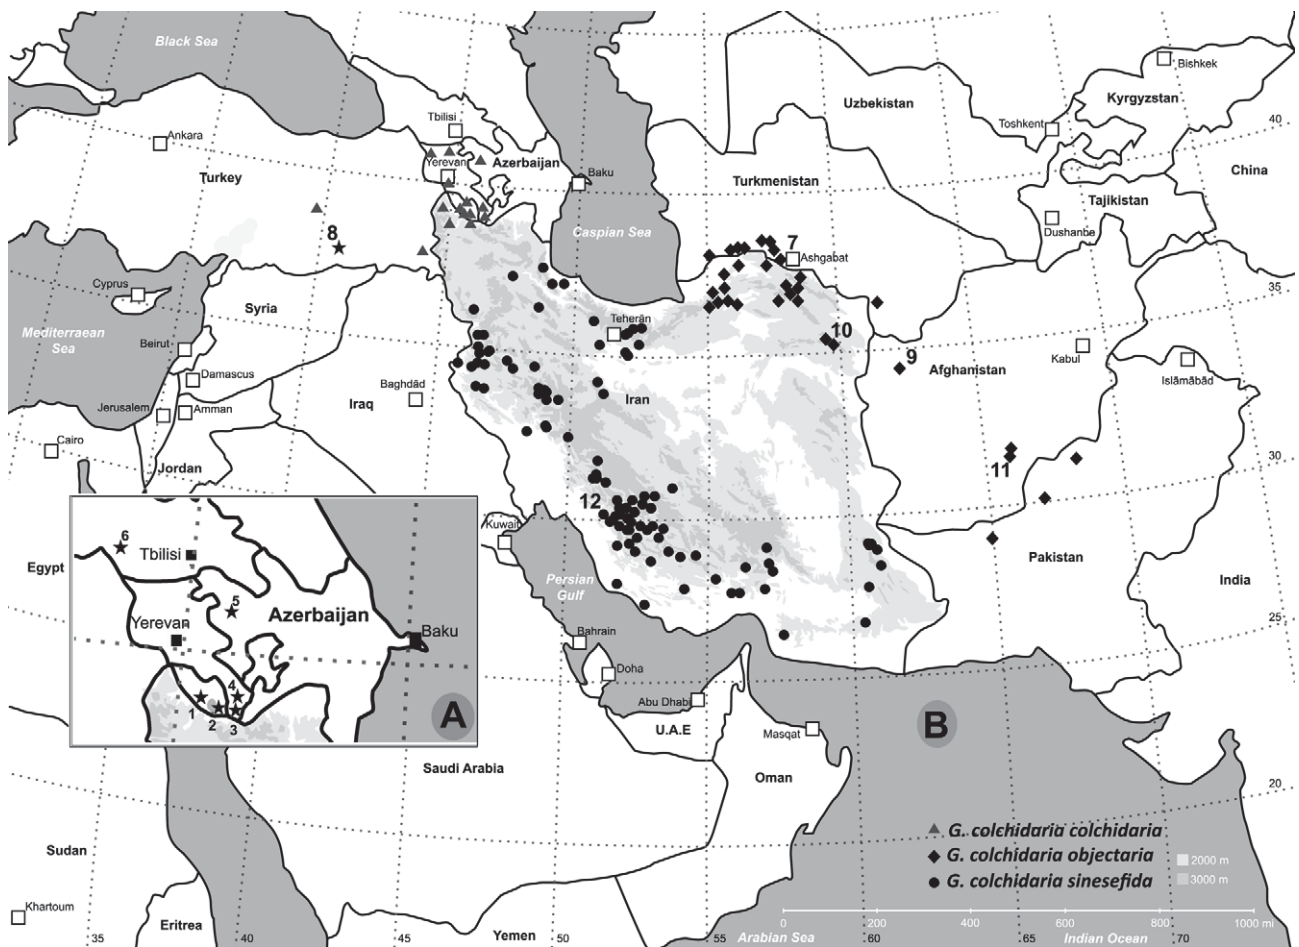 Black Sea
Bishkek
Kyrgyzstan
Uzbekistan
Toshkent
40
Tbilisi
Ankara
Yerevan
Azerbaijan
Baku
China
Turkey
Turkmenistan
Tajikistan
Dushanbe
8
Caspian Sea
7
Ashgabat
Cyprus
35
Syria
Mediterraean
Sea
Teherān
10
Beirut
Kabul
9
Damascus
Afghanistan
Islāmābād
Baghdād
Iraq
Iran
Jerusalem
Amman
Cairo
30
Jordan
11
12
Kuwait
Egypt
Pakistan
India
Persian
Gulf
6
Tbilisi
5
Azerbaijan
Yerevan
Baku
4
1
2
3
A
25
Bahrain
Doha
Abu Dhabi
U.A.E
B
Masqat
Saudi Arabia
Oman
20
G. colchidaria colchidaria
G. colchidaria objectaria
2000 m
G. colchidaria sinesefida
3000 m
Sudan
Khartoum
Eritrea
Yemen
0
200
400
600
800
1000 mi
35
40
45
50
55
Arabian Sea
60
65
Indian Ocean
70